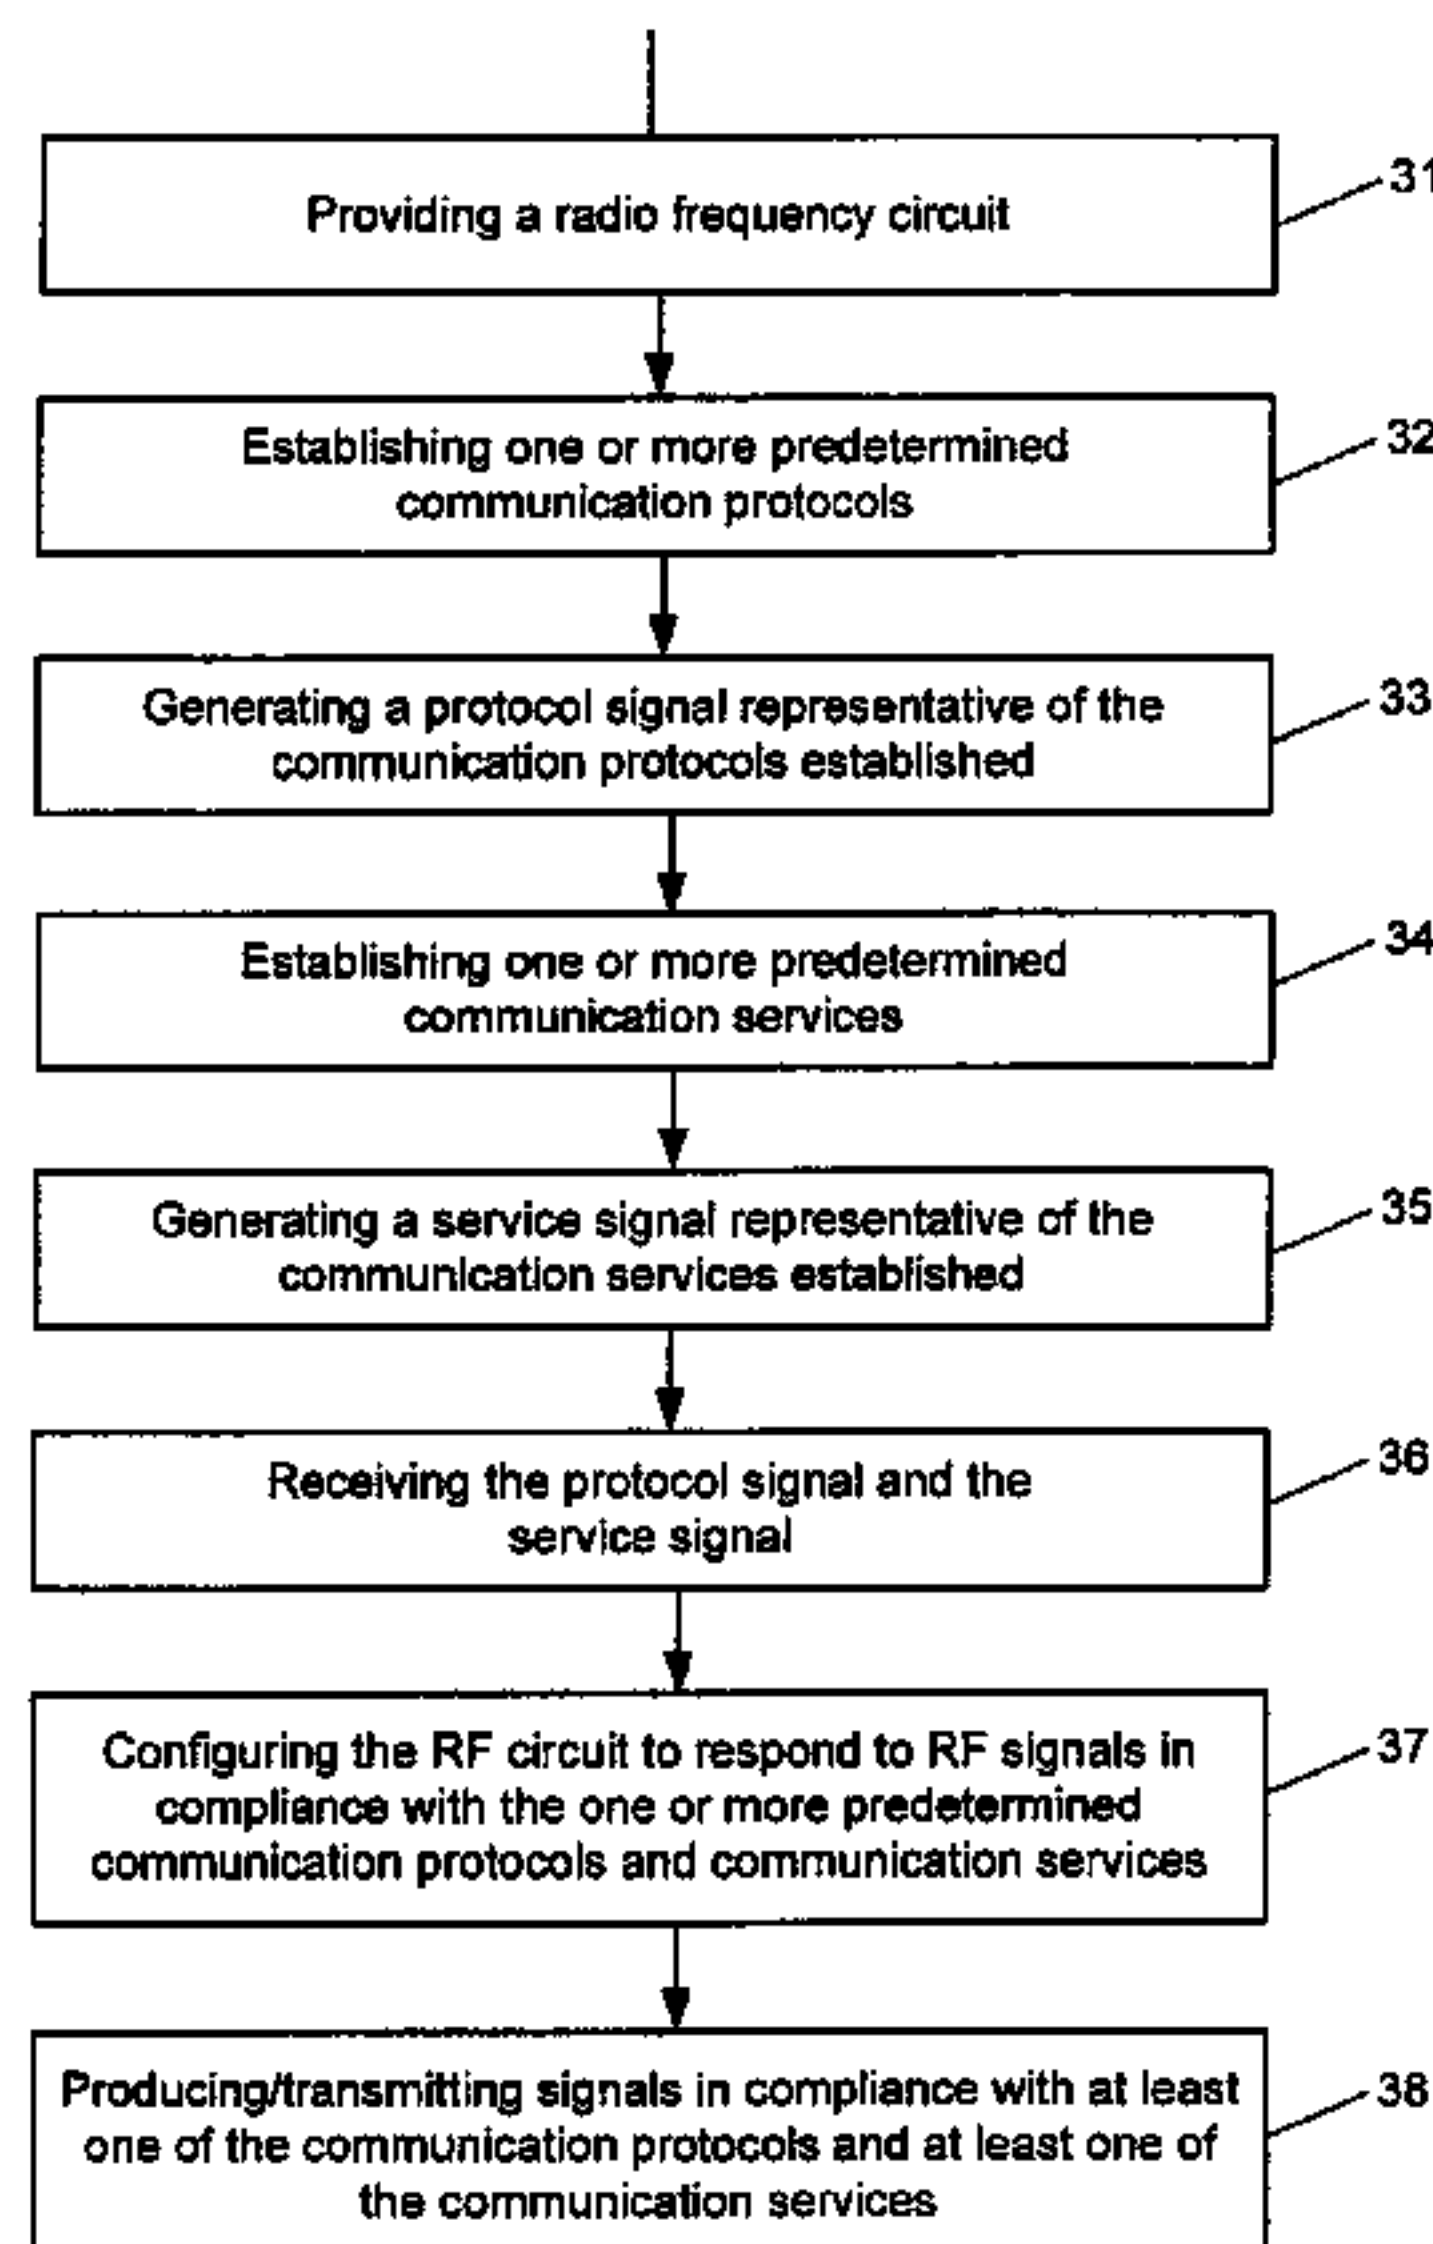 Providing a radio frequency circuit
31
Establishing one or more predetermined
communication protocols
32
Generating a protocol signal representative of the
communication protocols established
33
Establishing one or more predetermined
communication services
34
Generating a service signal representative of the
communication services established
35
Receiving the protocol signal and the
service signal
36
Configuring the RF circuit to respond to RF signals in
compliance with the one or more predetermined
communication protocols and communication services
37
Producing/transmitting signals in compliance with at least
one of the communication protocols and at least one of
the communication services
38